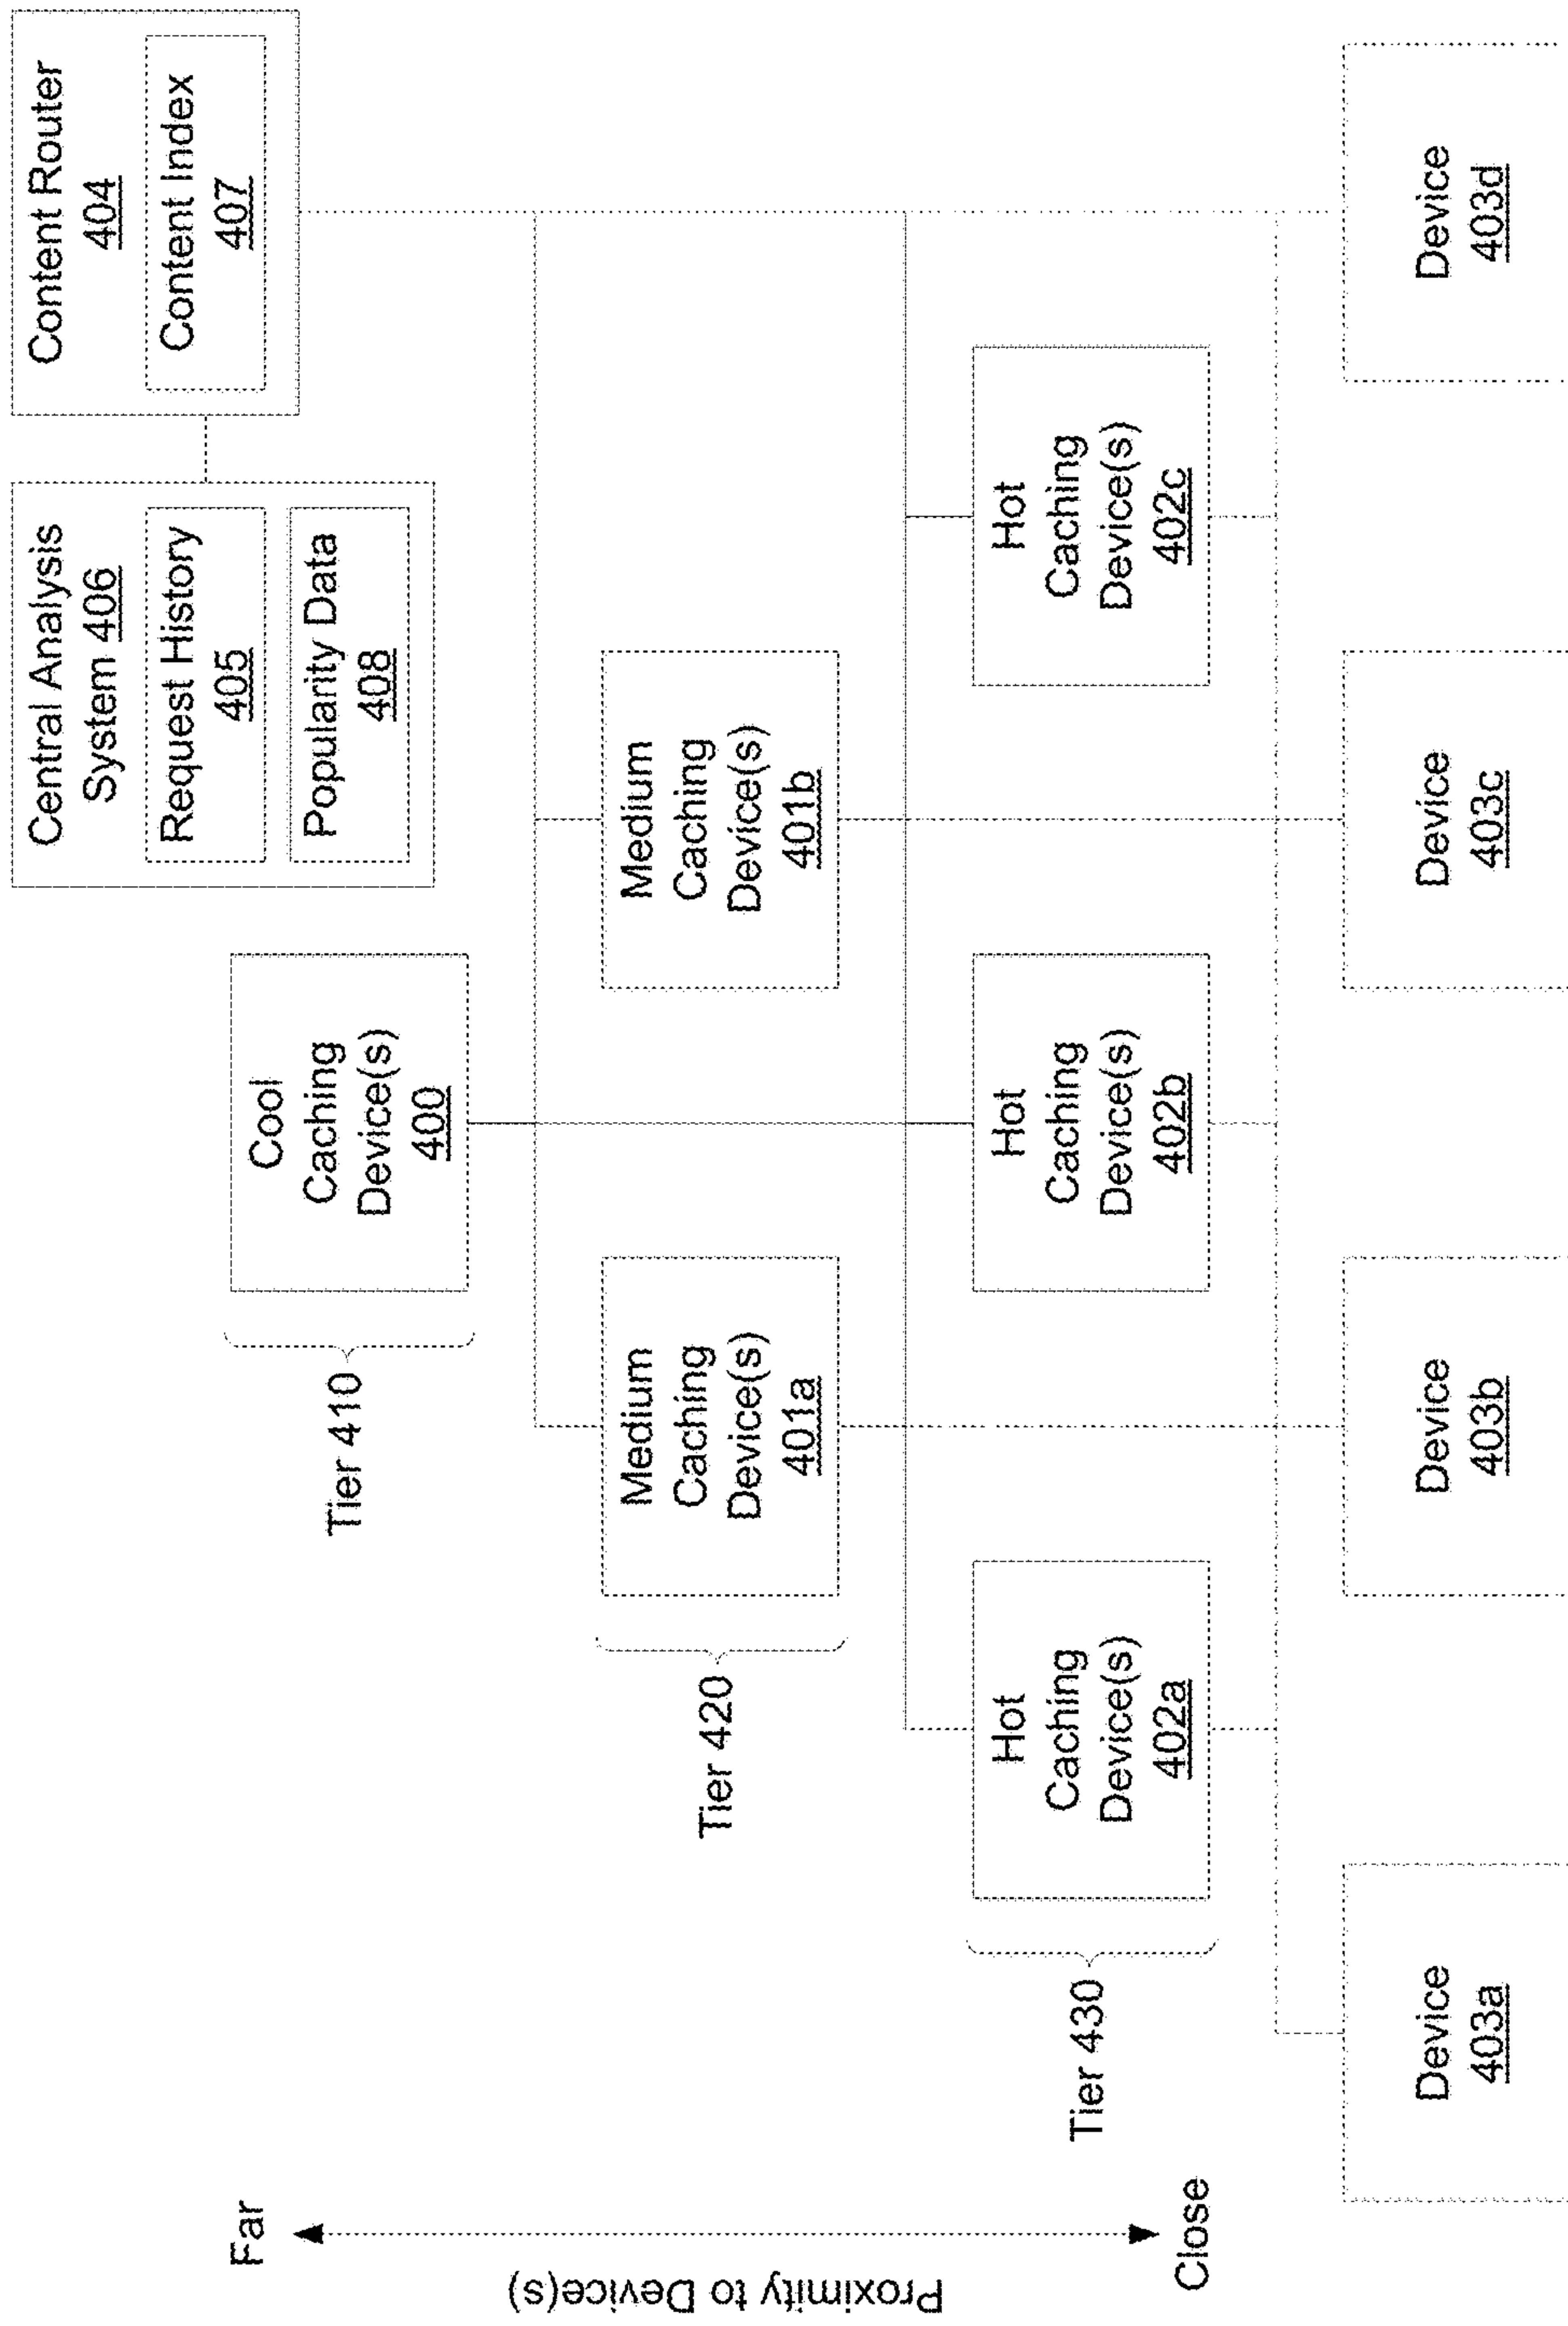 Far
Proximity to Device(s)
Close
Tier 410
Tier 420
Tier 430
Cool
Caching
Device(s)
400
Central Analysis
System 406
Request History
405
Popularity Data
408
Content Router
404
Content Index
407
Medium
Caching
Device(s)
401a
Medium
Caching
Device(s)
401b
Hot
Caching
Device(s)
402a
Hot
Caching
Device(s)
402b
Hot
Caching
Device(s)
402c
Device
403a
Device
403b
Device
403c
Device
403d